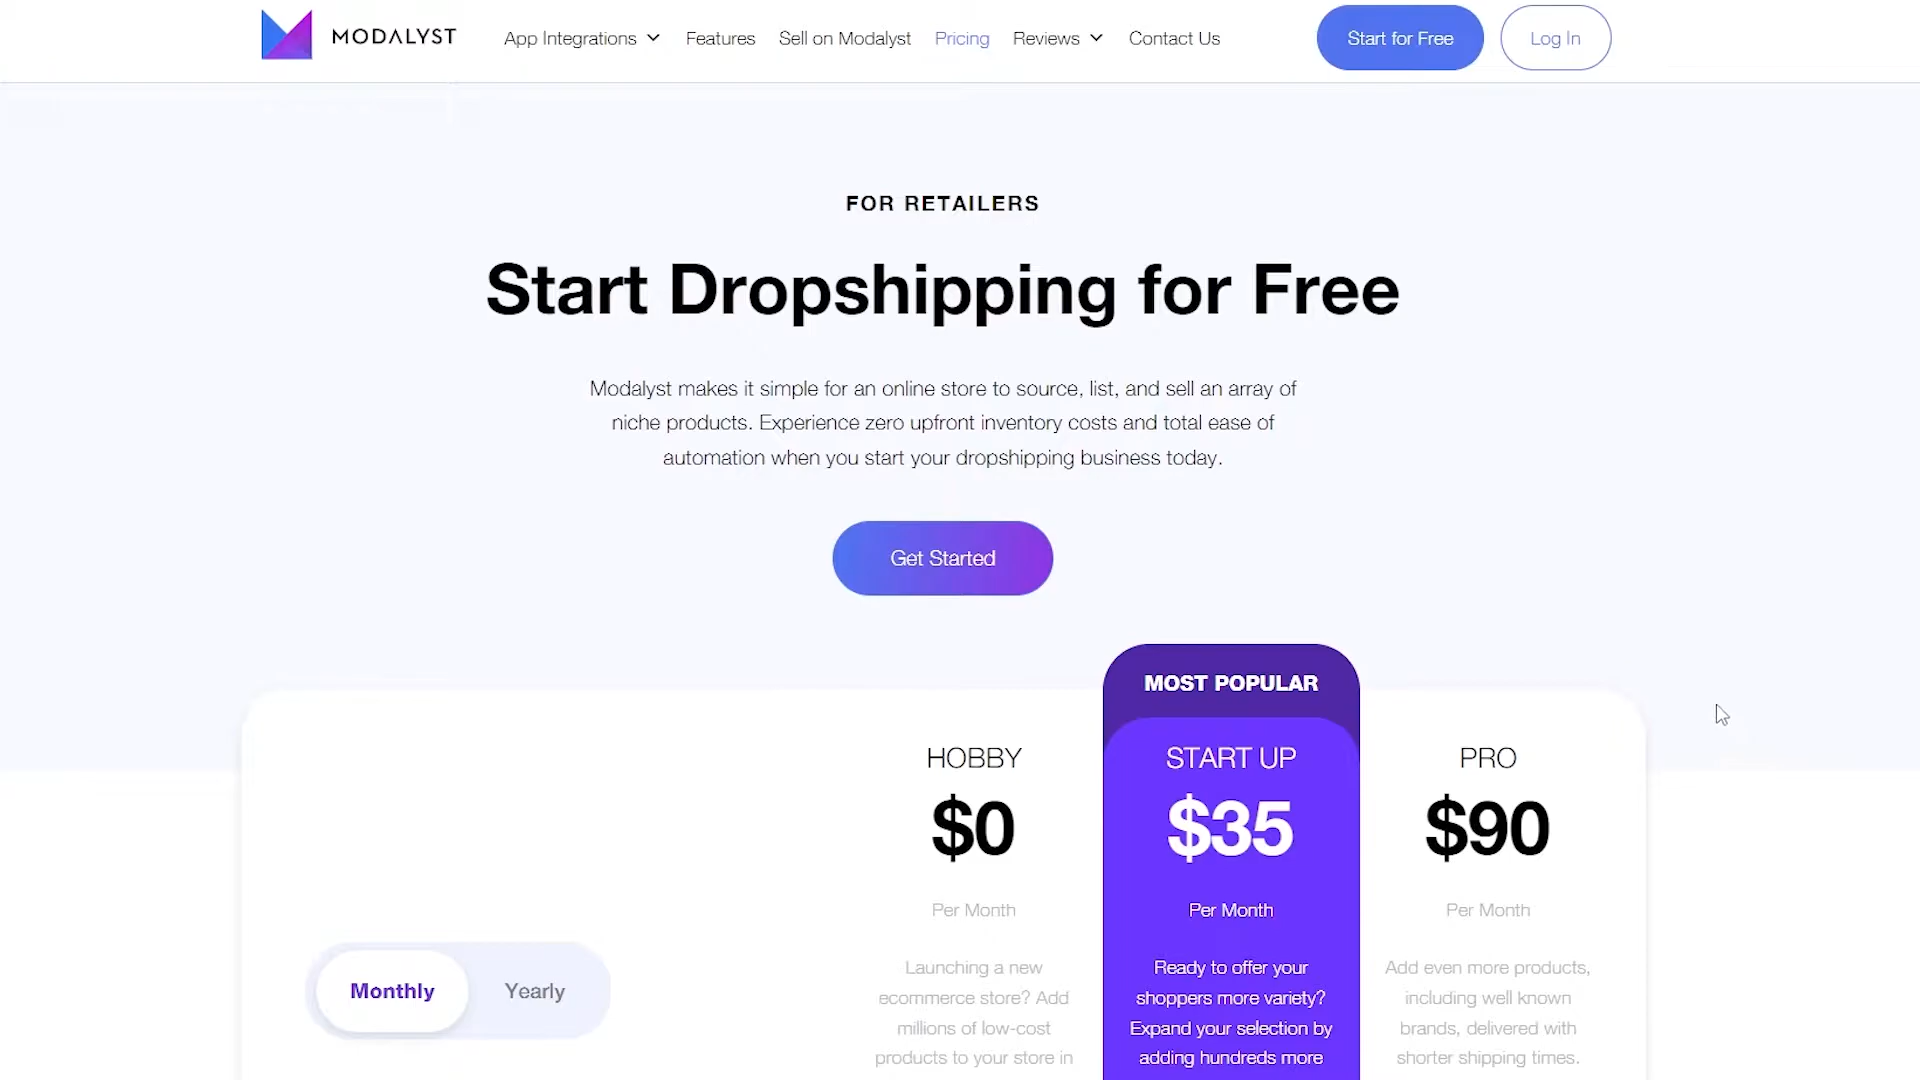 MODALYST
App Integrations
Features
Sell on Modalyst
Pricing
Reviews
Contact Us
Start for Free
Log In
FOR RETAILERS
Start Dropshipping for Free
Modalyst makes it simple for an online store to source, list, and sell an array of
niche products. Experience zero upfront inventory costs and total ease of
automation when you start your dropshipping business today.
Get Started
Monthly
Yearly
HOBBY
$0
Per Month
Launching a new
ecommerce store? Add
millions of low-cost
products to your store in
MOST POPULAR
START UP
$35
Per Month
Ready to offer your
shoppers more variety?
Expand your selection by
adding hundreds more
PRO
$90
Per Month
Add even more products,
including well known
brands, delivered with
shorter shipping times.